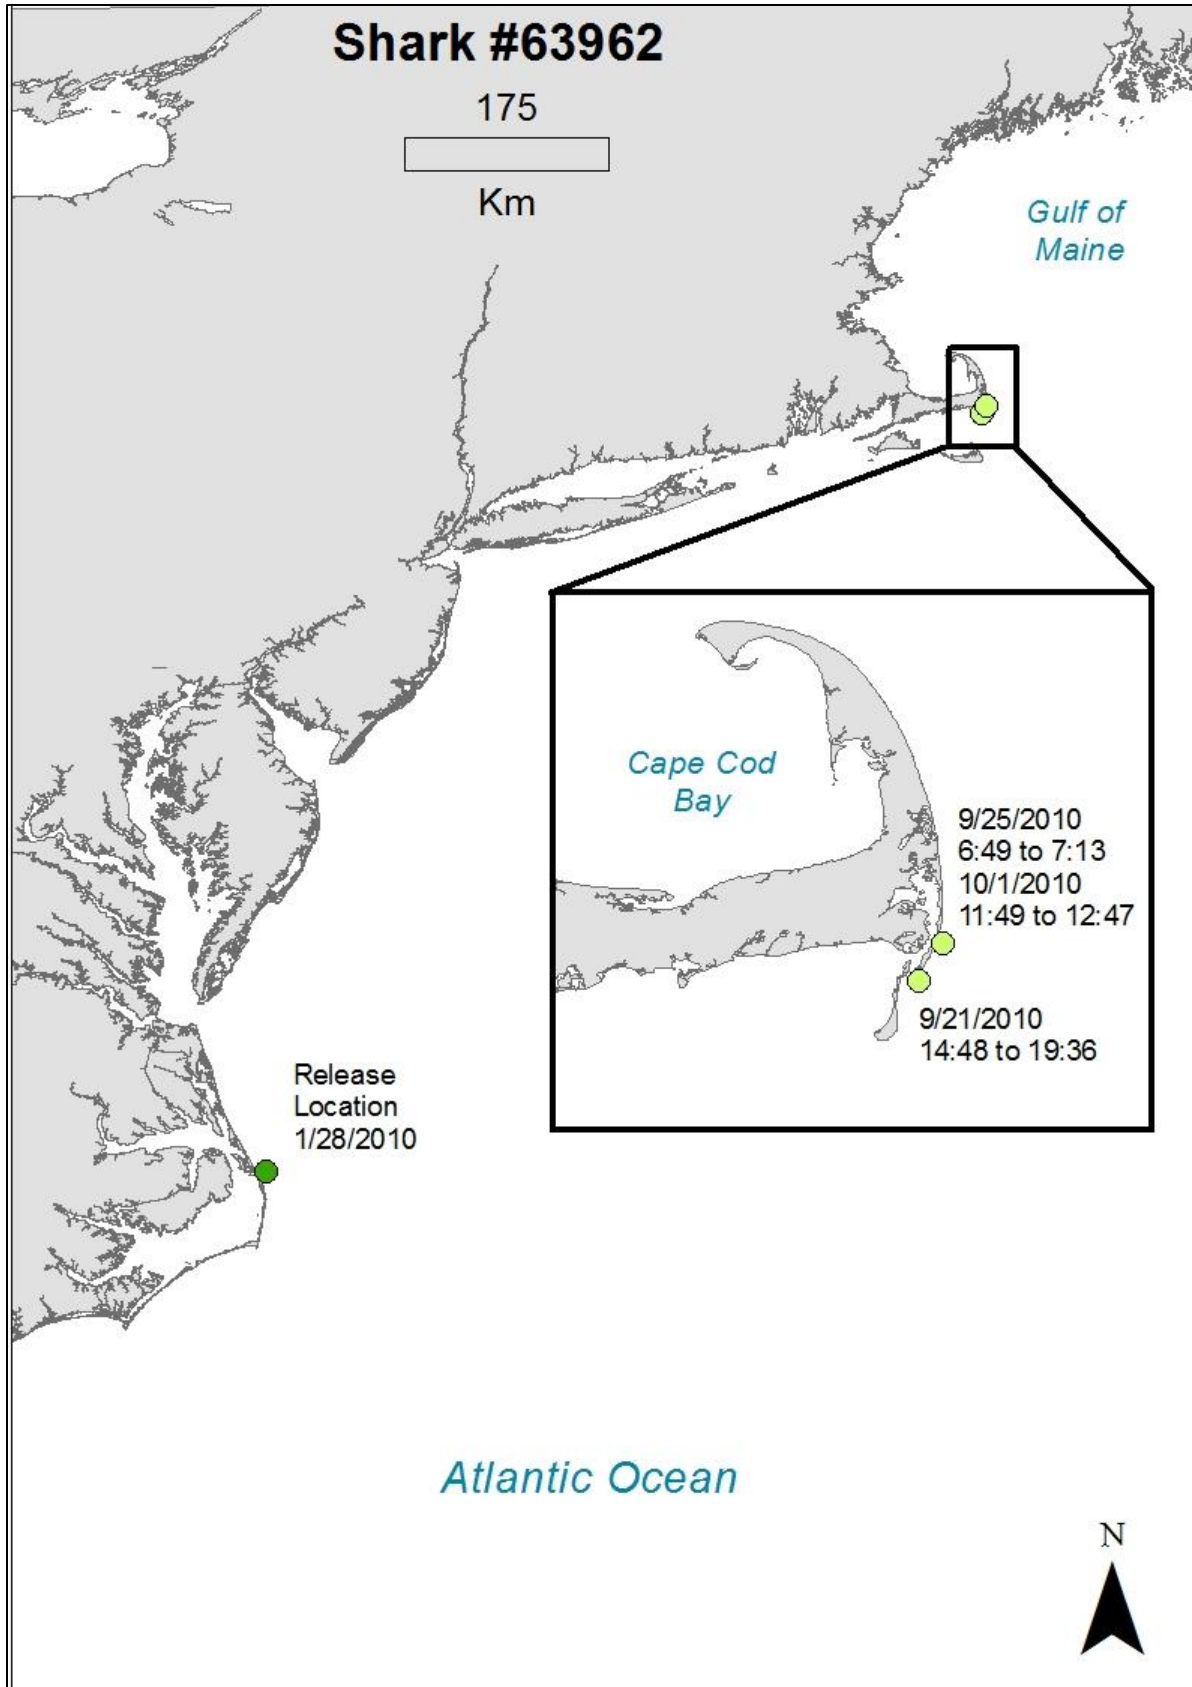 Shark #63962
175
Km
Gulf of
Maine
Cape Cod
Bay
9/25/2010
6:49 to 7:13
10/1/2010
11:49 to 12:47
9/21/2010
14:48 to 19:36
Release
Location
1/28/2010
Atlantic Ocean
N